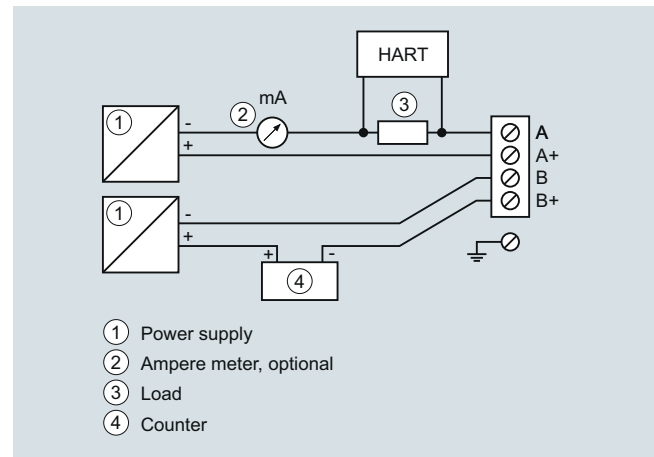 HART
mA
① - ② ③ A
+ A+
B
① - B+
+ + -
④
① Power supply
② Ampere meter, optional
③ Load
④ Counter